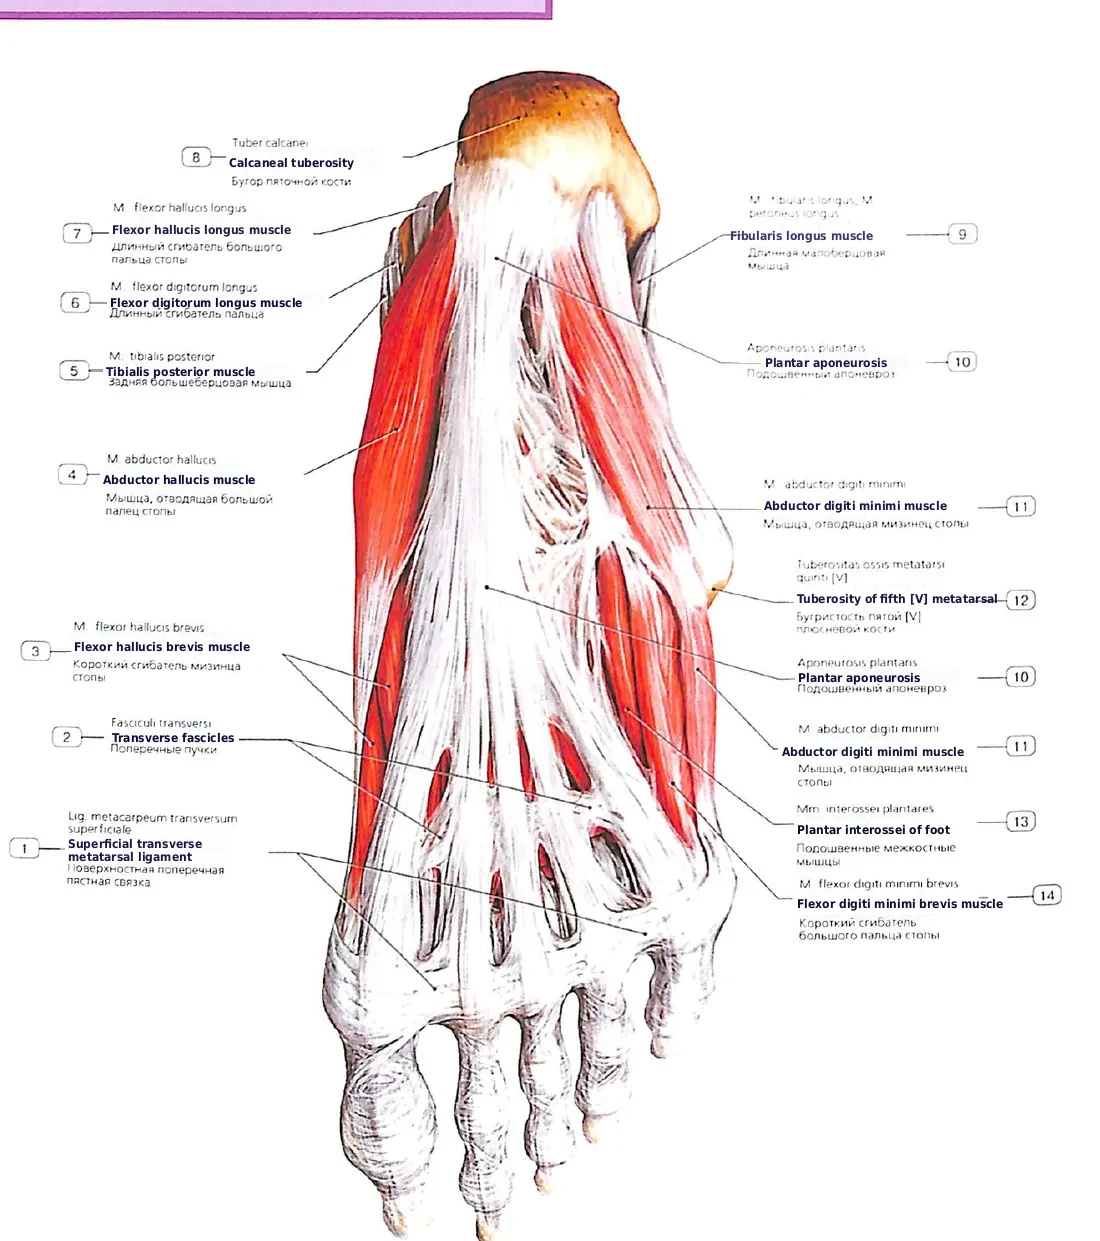 8
Tuber calcanei
Calcaneal tuberosity
Бугор пяточной кости
7
M. flexor hallucis longus
Flexor hallucis longus muscle
Длинный сгибатель большого
пальца стопы
6
M. flexor digitorum longus
Flexor digitorum longus muscle
Длинный сгибатель пальца
5
M. tibialis posterior
Tibialis posterior muscle
Задняя большеберцовая мышца
4
M. abductor hallucis
Abductor hallucis muscle
Мышца, отводящая большой
палец стопы
3
M. flexor hallucis brevis
Flexor hallucis brevis muscle
Короткий сгибатель мизинца
стопы
2
Fasciculi transversi
Transverse fascicles
Поперечные пучки
1
Lig. metacarpeum transversum
superficiale
Superficial transverse
metatarsal ligament
Поверхностная поперечная
пястная связка
M. fibularis longus, M.
peroneus longus
Fibularis longus muscle
Длинная малоберцовая
мышца
9
Aponeurosis plantaris
Plantar aponeurosis
Подошвенный апоневроз
10
M. abductor digiti minimi
Abductor digiti minimi muscle
Мышца, отводящая мизинец стопы
11
Tuberositas ossis metatarsi
quinti [V]
Tuberosity of fifth [V] metatarsal
Бугристость пятой [V]
плюсневой кости
12
Aponeurosis plantaris
Plantar aponeurosis
Подошвенный апоневроз
10
M. abductor digiti minimi
Abductor digiti minimi muscle
Мышца, отводящая мизинец
стопы
11
Mm. interossei plantares
Plantar interossei of foot
Подошвенные межкостные
мышцы
13
M. flexor digiti minimi brevis
Flexor digiti minimi brevis muscle
Короткий сгибатель
большого пальца стопы
14